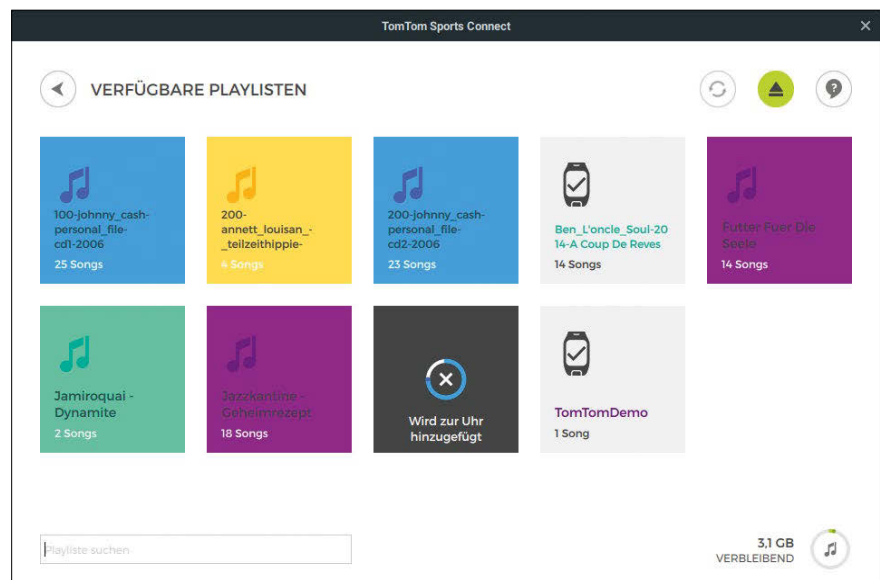 TomTom Sports Connect
VERFÜGBARE PLAYLISTEN
100-johnny_cash-
personal_file-
cd1-2006
25 Songs
200-
annett_louisan_-
_teilzeithippie-
4 Songs
200-johnny_cash-
personal_file-
cd2-2006
23 Songs
Ben_L'oncle_Soul-20
14-A Coup De Reves
14 Songs
Futter Fuer Die
Seele
14 Songs
Jamiroquai -
Dynamite
2 Songs
Jazzkantine -
Geheimrezept
18 Songs
Wird zur Uhr
hinzugefügt
TomTomDemo
1 Song
Playliste suchen
3,1 GB
VERBLEIBEND